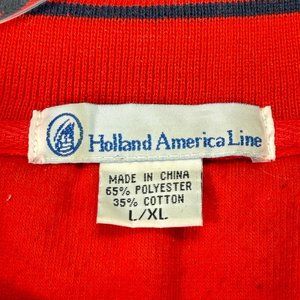 Holland America Line
MADE IN CHINA
65% POLYESTER
35% COTTON
L/XL